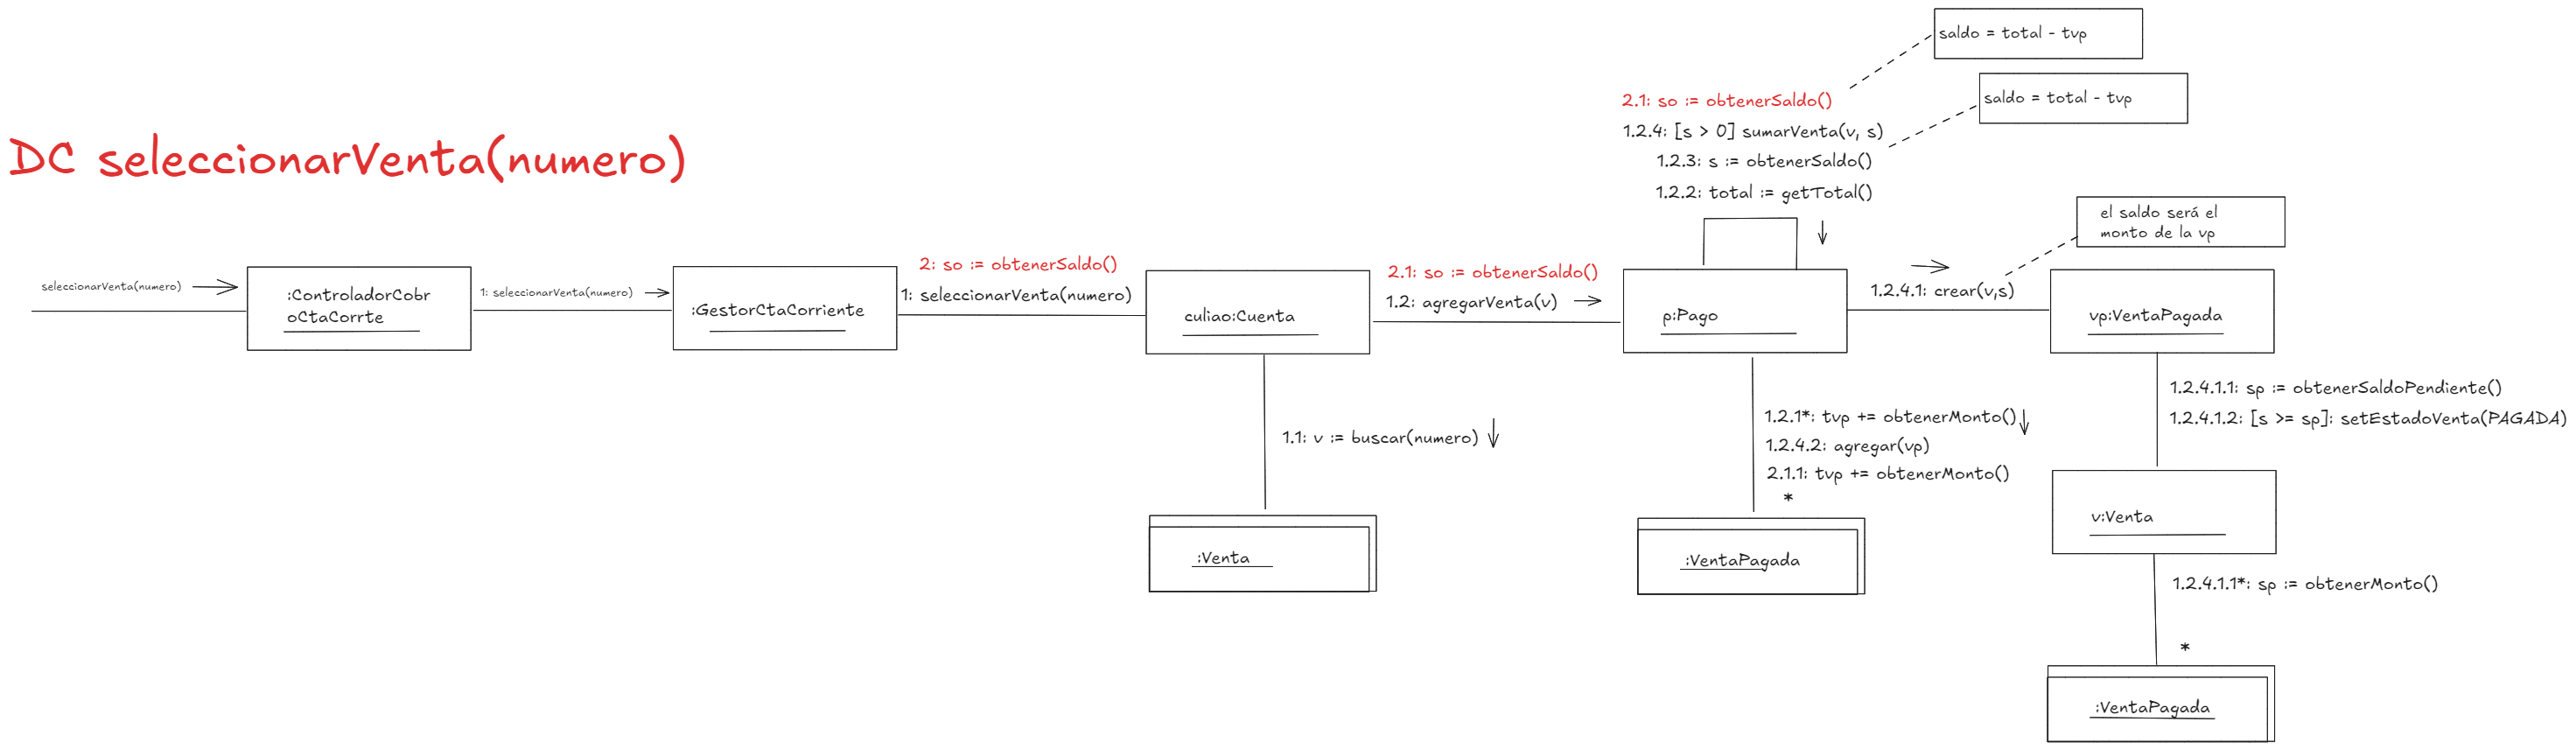 saldo = total - tvp
saldo = total - tvp
2.1: so := obtenerSaldo()
1.2.4: [s > 0] sumarVenta(v, s)
1.2.3: s := obtenerSaldo()
1.2.2: total := getTotal()
DC seleccionarVenta(numero)
el saldo será el
monto de la vp
seleccionarVenta(numero)
:ControladorCobr
oCtaCorrte
1: seleccionarVenta(numero)
:GestorCtaCorriente
2: so := obtenerSaldo()
1: seleccionarVenta(numero)
culiao:Cuenta
2.1: so := obtenerSaldo()
1.2: agregarVenta(v)
p:Pago
1.2.4.1: crear(v,s)
vp:VentaPagada
1.2.4.1.1: sp := obtenerSaldoPendiente()
1.2.4.1.2: [s >= sp]: setEstadoVenta(PAGADA)
1.1: v := buscar(numero)
1.2.1*: tvp += obtenerMonto()
1.2.4.2: agregar(vp)
2.1.1: tvp += obtenerMonto()
*
v:Venta
:Venta
:VentaPagada
1.2.4.1.1*: sp := obtenerMonto()
*
:VentaPagada